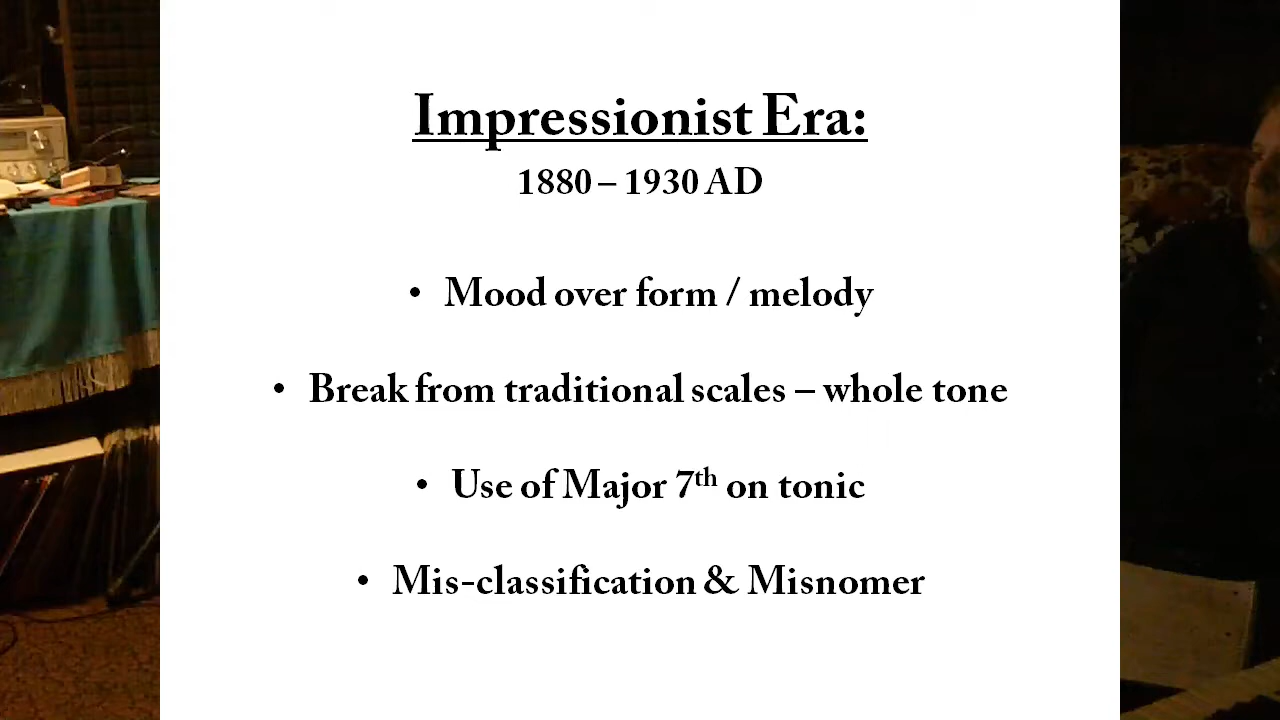 Impressionist Era:
1880 – 1930 AD
• Mood over form / melody
• Break from traditional scales – whole tone
• Use of Major 7th on tonic
• Mis-classification & Misnomer